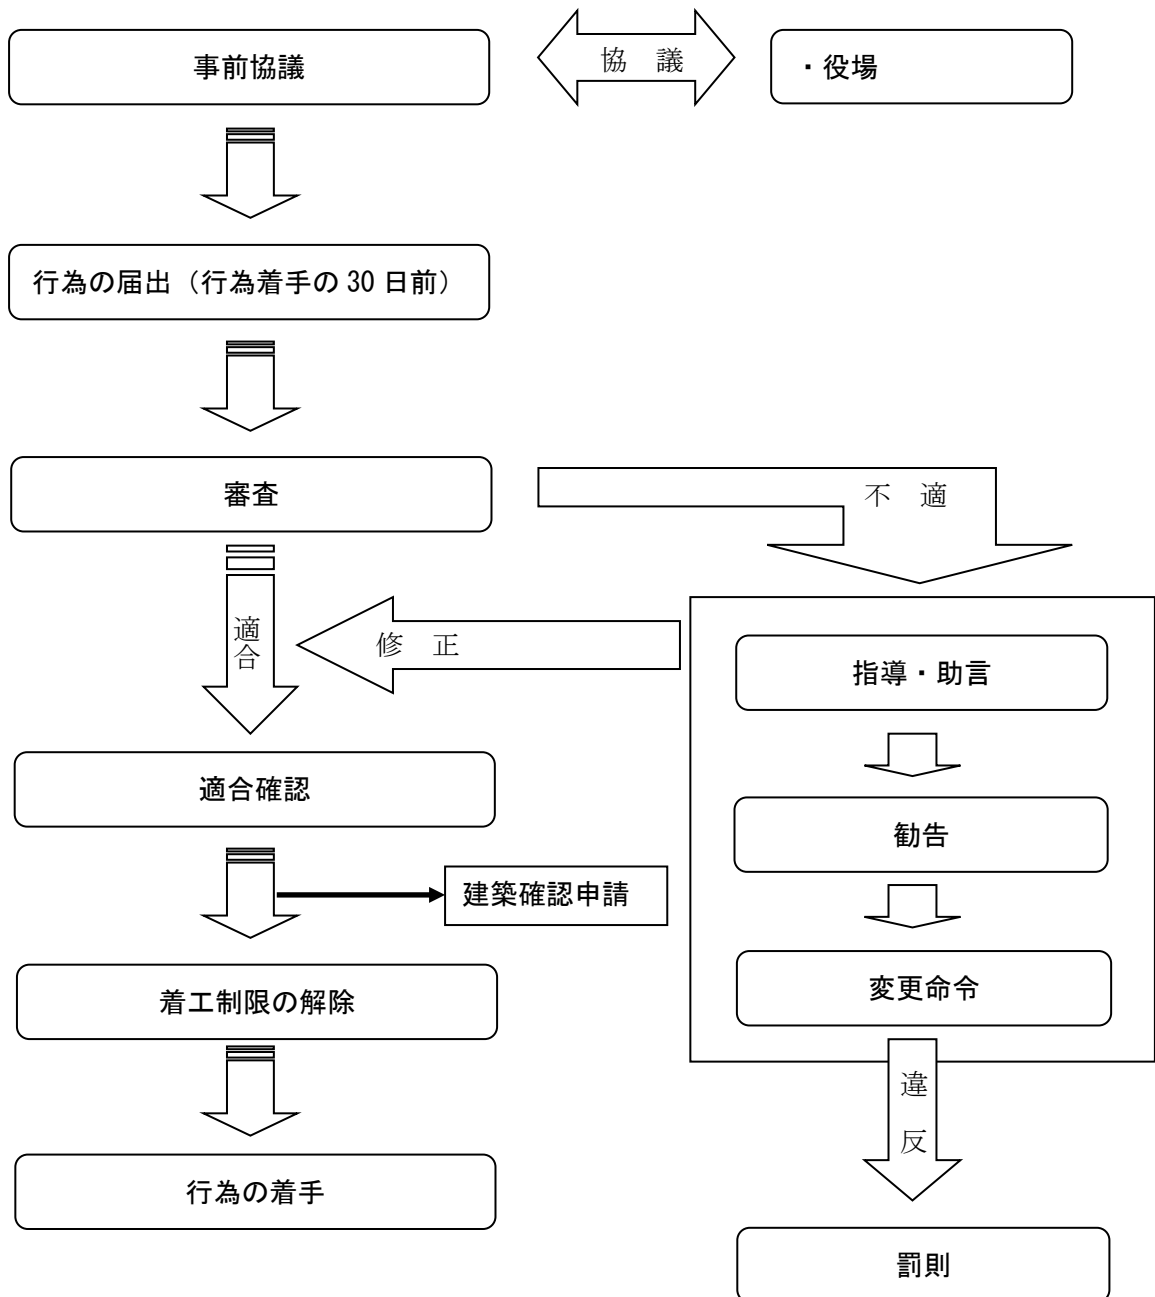 事前協議
協　議
・役場
行為の届出（行為着手の 30 日前）
審査
不　適
適合
修　正
指導・助言
適合確認
勧告
建築確認申請
着工制限の解除
変更命令
違反
行為の着手
罰則